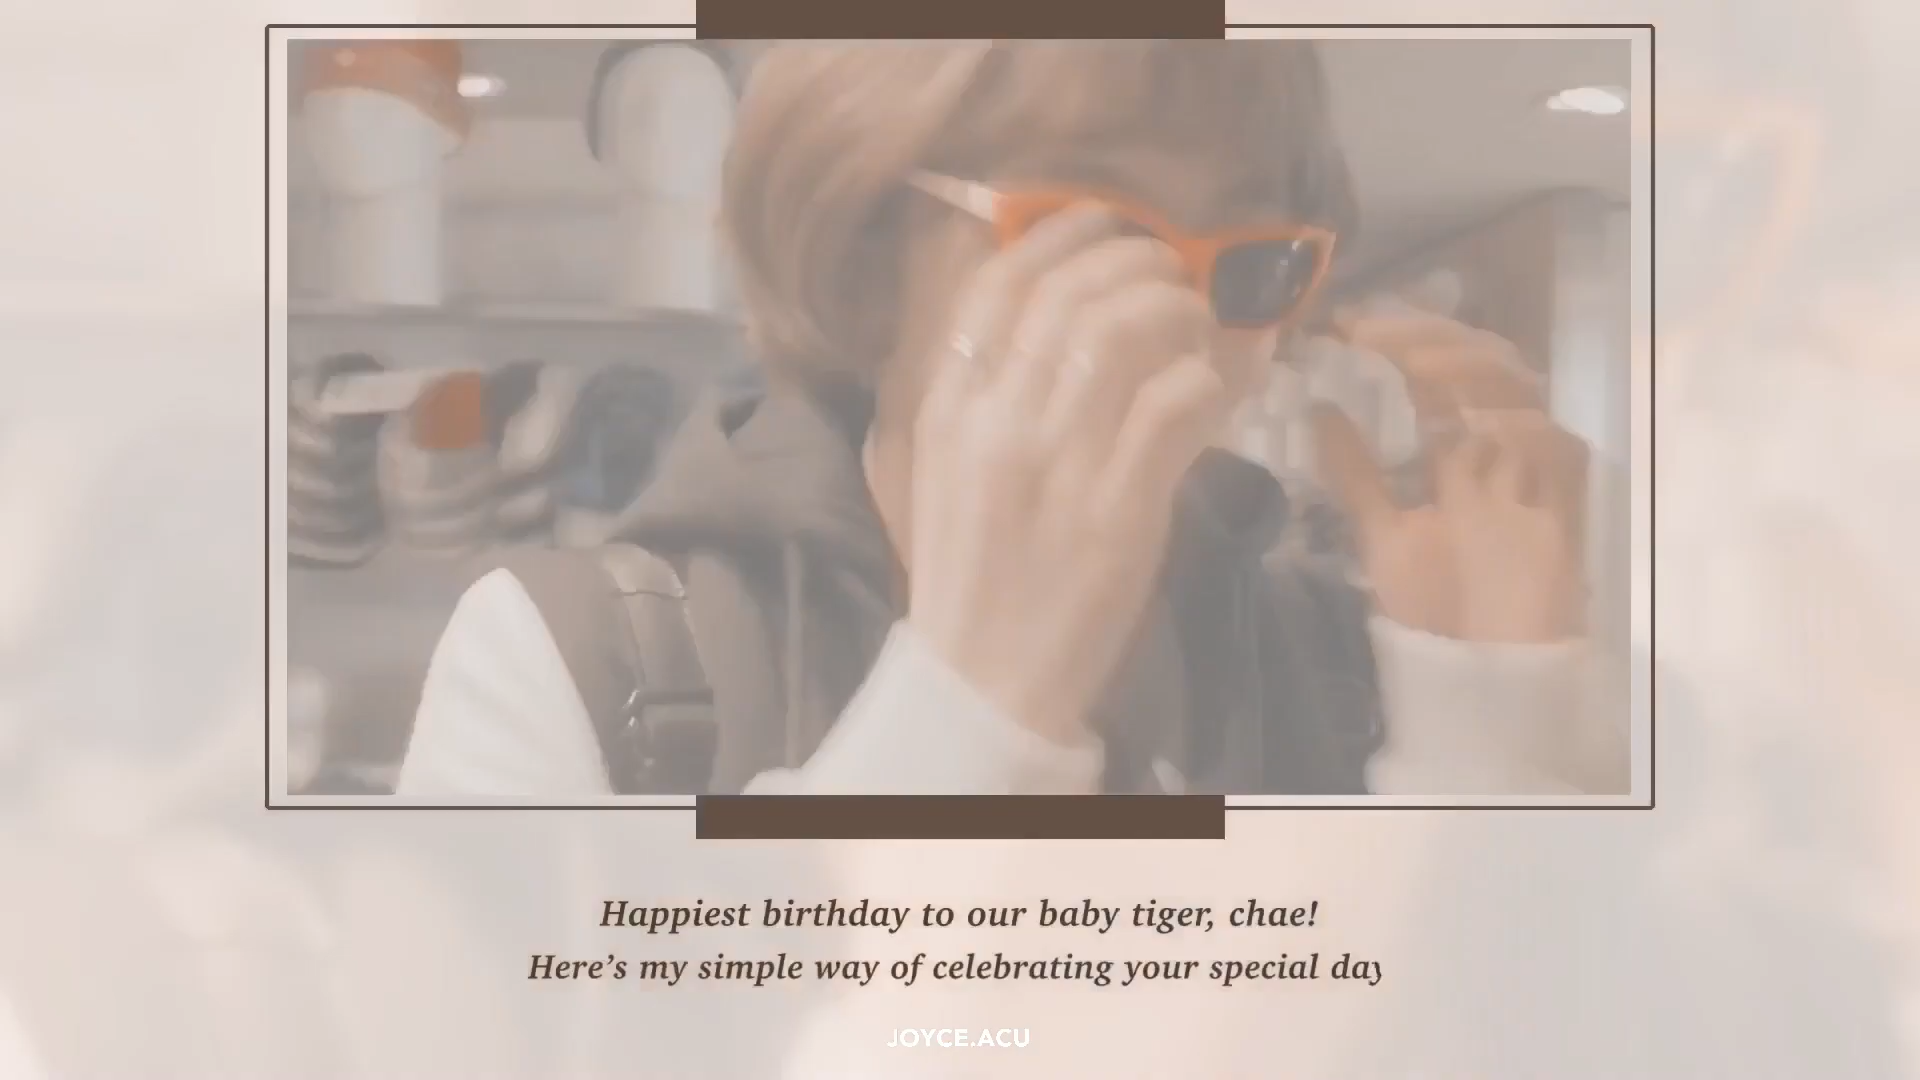 Happiest birthday to our baby tiger, chae!
Here's my simple way of celebrating your special day
JOYCE.ACU